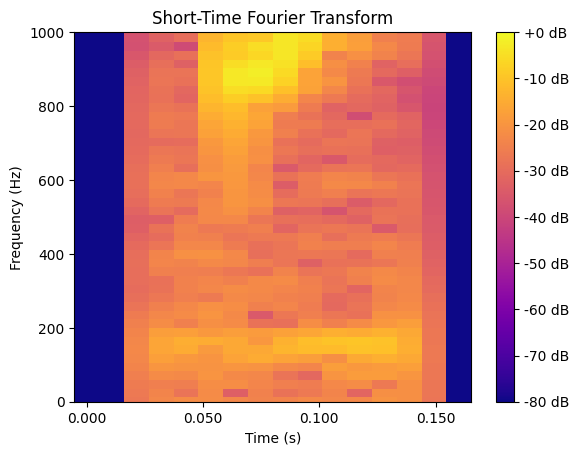 Short-Time Fourier Transform
1000
800
600
400
200
0
Frequency (Hz)
0.000
0.050
0.100
0.150
Time (s)
+0 dB
-10 dB
-20 dB
-30 dB
-40 dB
-50 dB
-60 dB
-70 dB
-80 dB